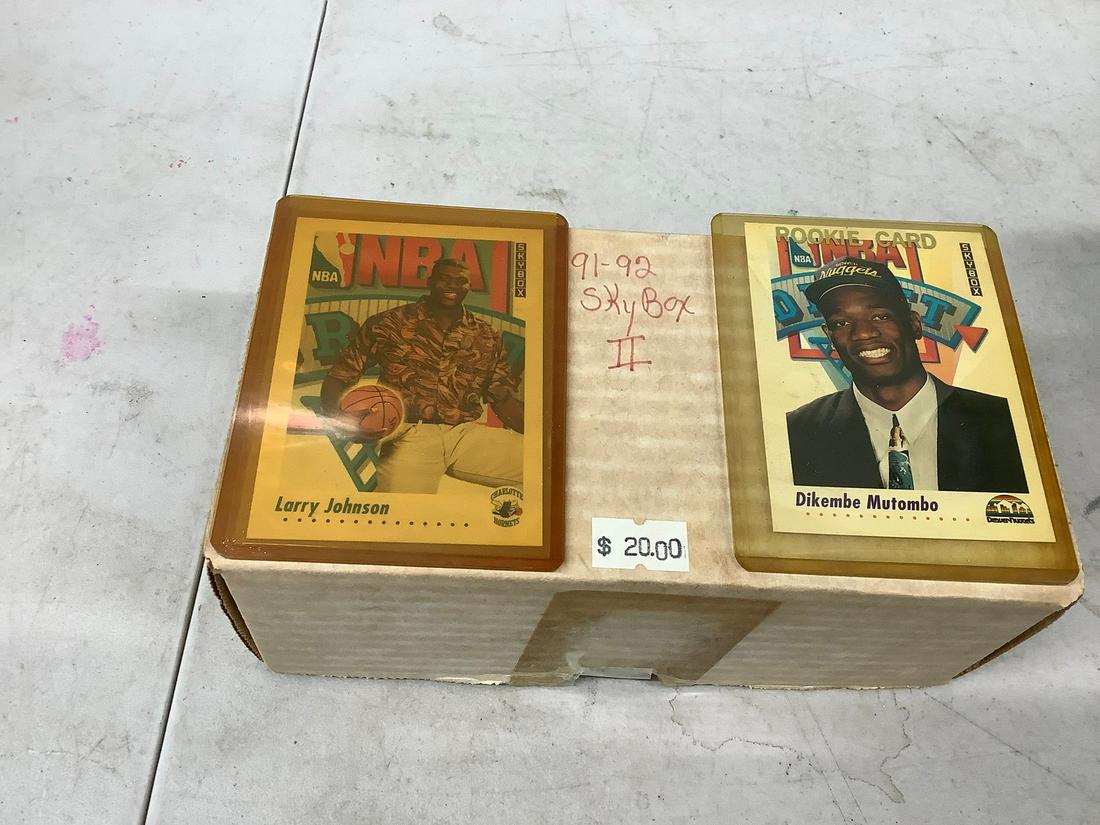 NBA
NBA
SKYBOX
Larry Johnson
CHARLOTTE
HORNETS
91-92
SKyBox
II
$ 20.00
ROOKIE CARD
NBA
NBA
SKYBOX
Nuggets
Dikembe Mutombo
Denver Nuggets